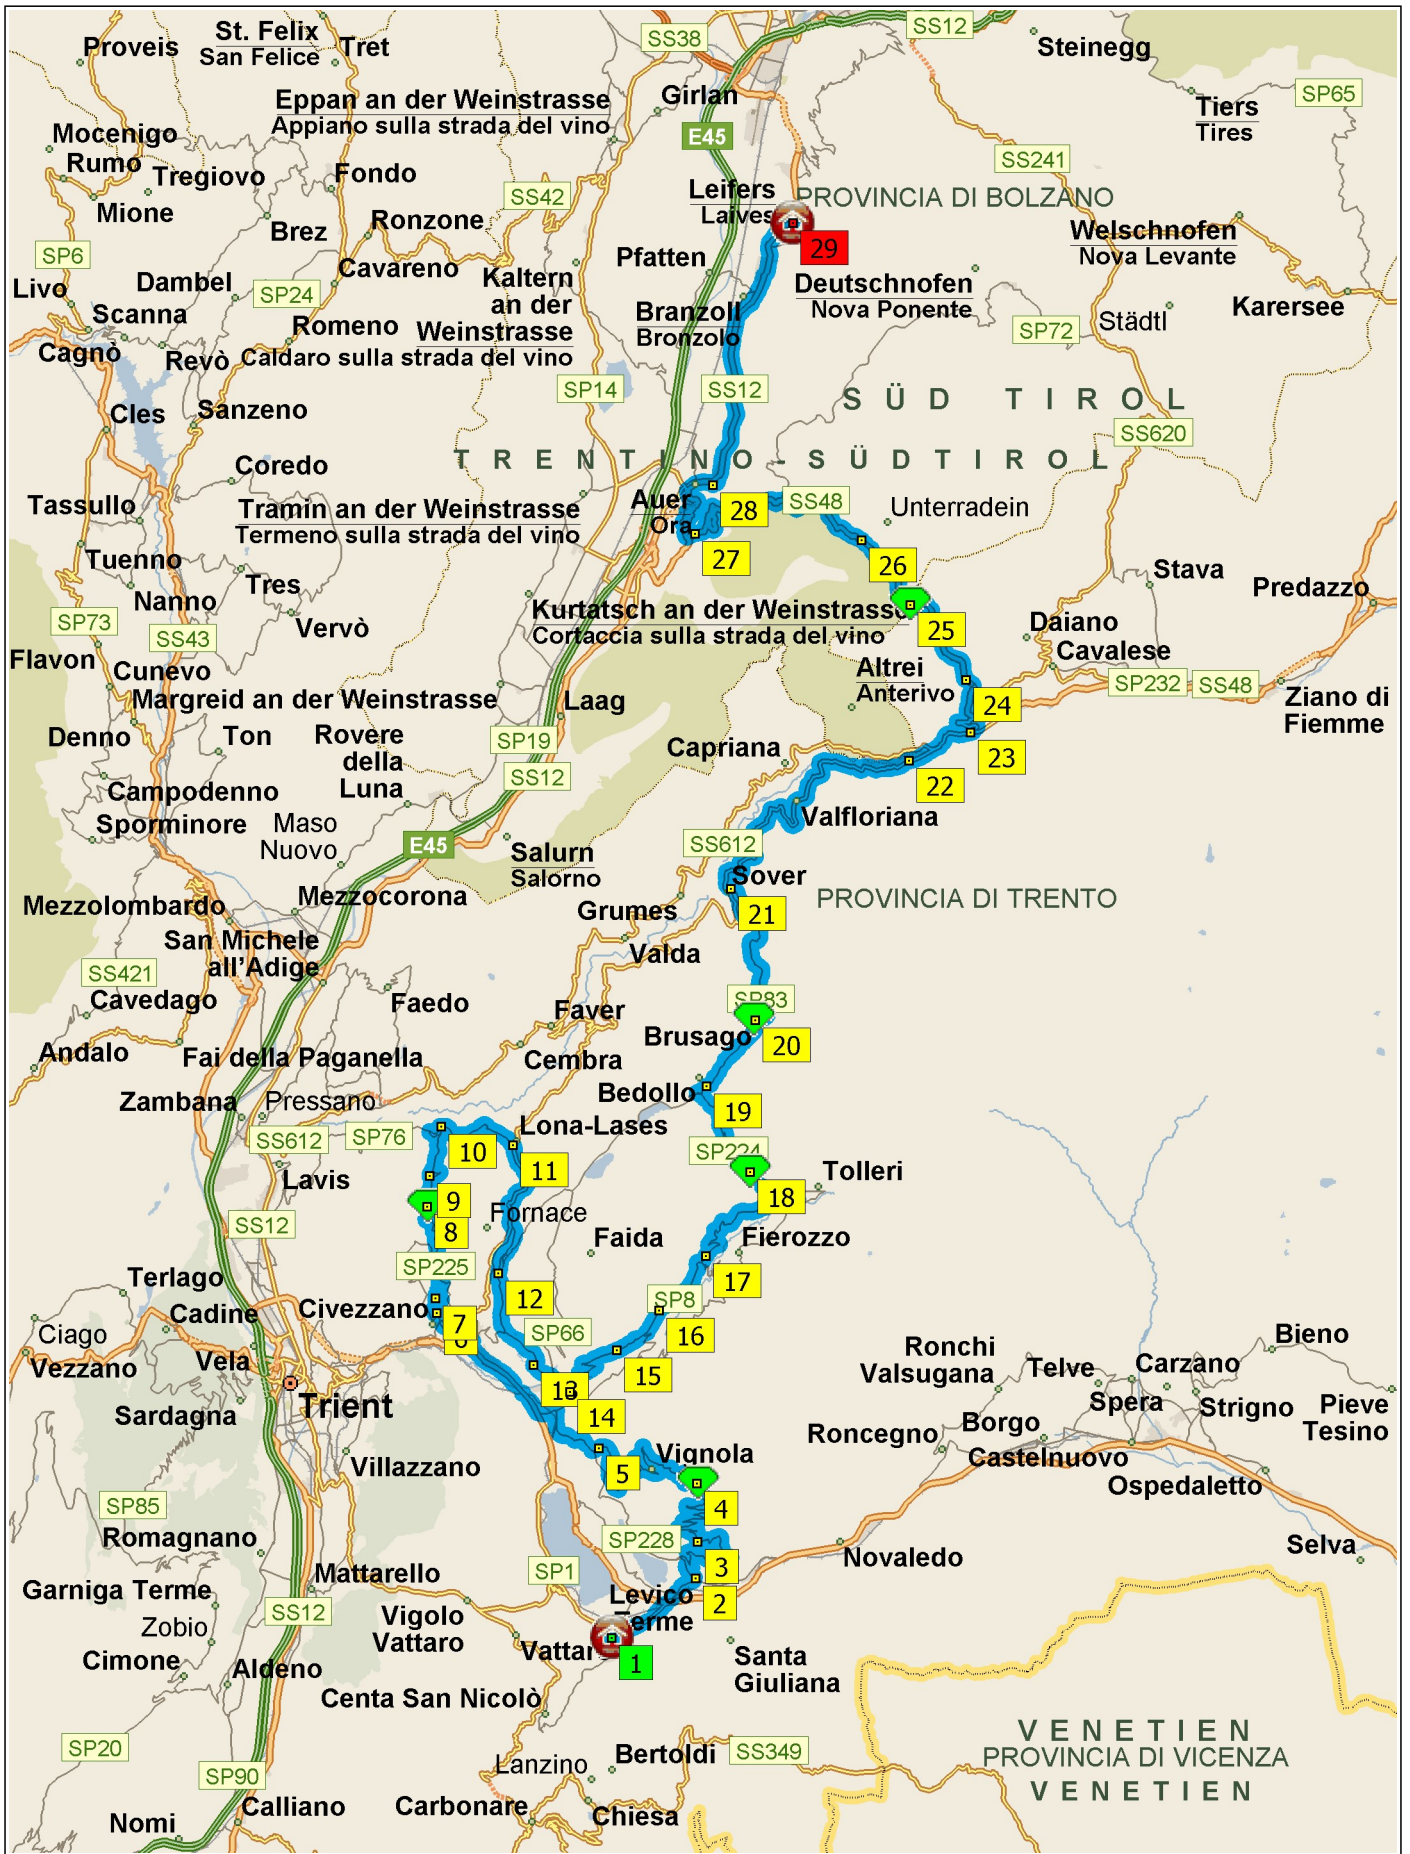 St. Felix
San Felice
Proveis
Tret
SS38
SS12
Steinegg
Girlan
Eppan an der Weinstrasse
Appiano sulla strada del vino
E45
Tiers
Tires
SP65
Mocenigo
Rumo
Tregiovo
Mione
Fondo
SS42
SS241
Leifers
Laives
PROVINCIA DI BOLZANO
29
Brez
Ronzone
Welschnofen
Nova Levante
SP6
Livo
Dambel
SP24
Cavareno
Kaltern
an der
Weinstrasse
Caldaro sulla strada del vino
Pfatten
Deutschnofen
Nova Ponente
Karersee
Scanna
Romeno
Branzoll
Bronzolo
SP72
Städtl
Cagnò
Revò
SP14
SS12
SÜD TIROL
Cles
Sanzeno
SS620
TRENTINO-SÜDTIROL
Coredo
Tassullo
Tramin an der Weinstrasse
Termeno sulla strada del vino
Auer
Ora
28
SS48
Unterradein
27
26
Tuenno
Tres
Nanno
Stava
Predazzo
SP73
SS43
Vervò
SP19
Kurtatsch an der Weinstrasse
Cortaccia sulla strada del vino
25
Daiano
Cavalese
Flavon
Cunevo
Altrei
Anterivo
SP232
SS48
Margreid an der Weinstrasse
Laag
24
Ziano di
Fiemme
Denno
Ton
Rovere
della
Luna
SP19
Capriana
23
SS12
22
Campodenno
Sporminore
Maso
Nuovo
E45
Valfloriana
SS612
Salurn
Salorno
Sover
PROVINCIA DI TRENTO
Mezzolombardo
Mezzocorona
Grumes
21
San Michele
all'Adige
Valda
SS421
Cavedago
Faedo
Faver
SP83
Brusago
20
Andalo
Fai della Paganella
Cembra
Bedollo
Zambana
Pressano
19
SS612
SP76
Lona-Lases
10
11
SP224
Lavis
18
Tolleri
9
8
Fornace
SS12
Faida
Fierozzo
SP225
17
Terlago
Cadine
Civezzano
12
SP8
7
6
SP66
16
Ciago
Vezzano
Vela
15
Ronchi
Valsugana
Telve
Carzano
Bieno
Trient
13
14
Spera
Strigno
Pieve
Tesino
Sardagna
Roncegno
Borgo
Castelnuovo
Villazzano
5
Vignola
Ospedaletto
SP85
4
Romagnano
SP228
3
Novaledo
Selva
Mattarello
SP1
Garniga Terme
Levico
Terme
2
SS12
Zobio
Vigolo
Vattaro
Cimone
Vattar
1
Santa
Giuliana
Aldeno
Centa San Nicolò
SP20
VENETIEN
PROVINCIA DI VICENZA
VENETIEN
SP90
Lanzino
Bertoldi
SS349
Calliano
Carbonare
Chiesa
Nomi